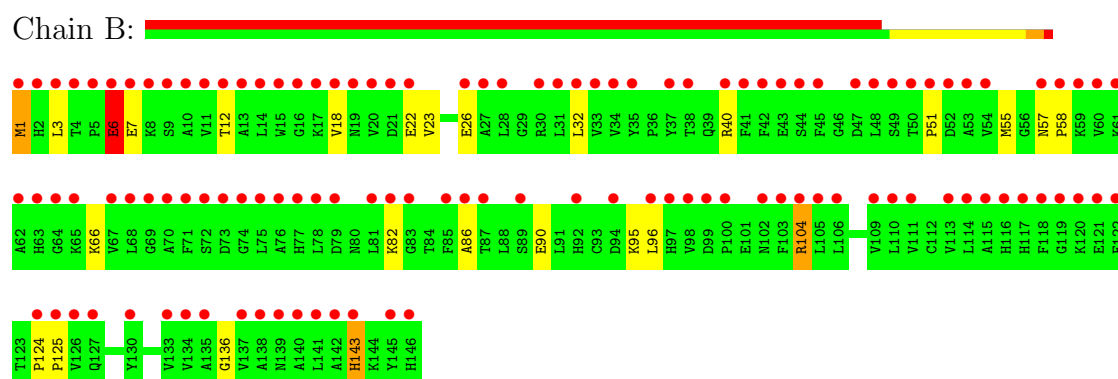 Chain B:
M1 H2 L3 T4 P5 E6 E7 K8 S9 A10 V11 T12 A13 L14 W15 G16 K17 V18 N19 V20 D21 E22 V23 E26 A27 L28 G29 R30 L31 L32 V33 V34 Y35 P36 Y37 T38 Q39 R40 F41 F42 E43 S44 F45 G46 D47 L48 S49 T50 P51 D52 A53 V54 M55 G56 N57 P58 K59 V60 K61
A62 H63 G64 K65 K66 V67 L68 G69 A70 F71 S72 D73 G74 L75 A76 H77 L78 D79 N80 L81 K82 G83 T84 F85 A86 T87 L88 S89 E90 L91 H92 C93 D94 K95 L96 H97 V98 D99 P100 E101 N102 F103 R104 L105 L106 V109 L110 V111 C112 V113 L114 A115 H116 H117 F118 G119 K120 E121 F122
T123 P124 P125 V126 Q127 Y130 V133 V134 A135 G136 V137 A138 N139 A140 L141 A142 H143 K144 Y145 H146